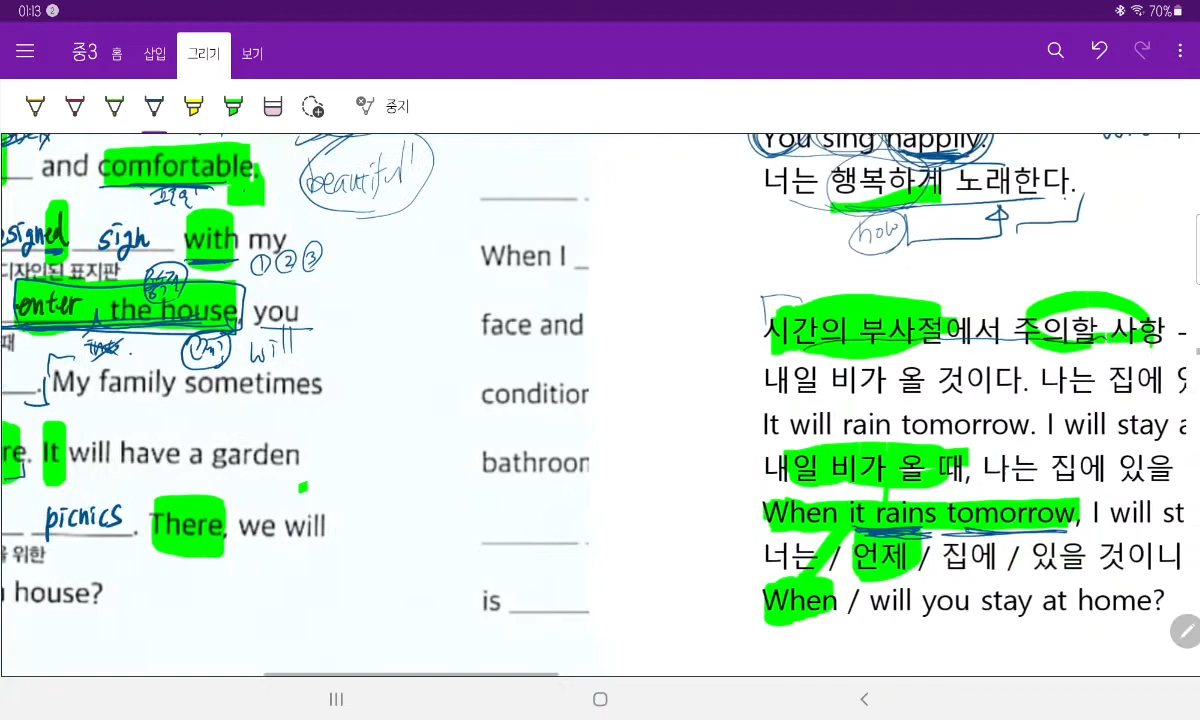 01:13 2 70%
중3 홈 삽입 그리기 보기
중지
and comfortable.
beautiful
signed sign with my
① ② ③
디자인된 표지판
enter the house, you
때
will
My family sometimes
re. It will have a garden
picnics. There, we will
을 위한
house?
When I
face and
condition
bathroom
is
You sing happily.
너는 행복하게 노래한다.
how
시간의 부사절에서 주의할 사항
내일 비가 올 것이다. 나는 집에
It will rain tomorrow. I will stay a
내일 비가 올 때, 나는 집에 있을
When it rains tomorrow, I will st
너는 / 언제 / 집에 / 있을 것이니
When / will you stay at home?